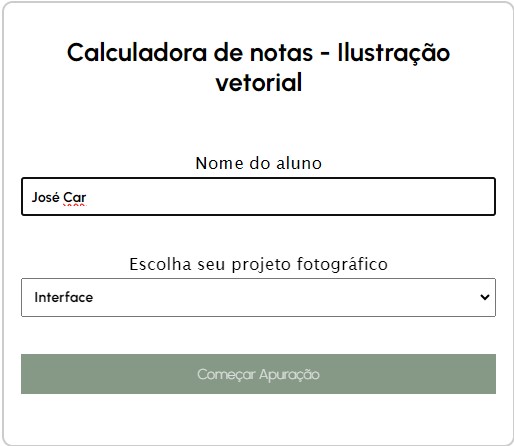 Calculadora de notas - Ilustração
vetorial
Nome do aluno
José Car
Escolha seu projeto fotográfico
Interface
Começar Apuração